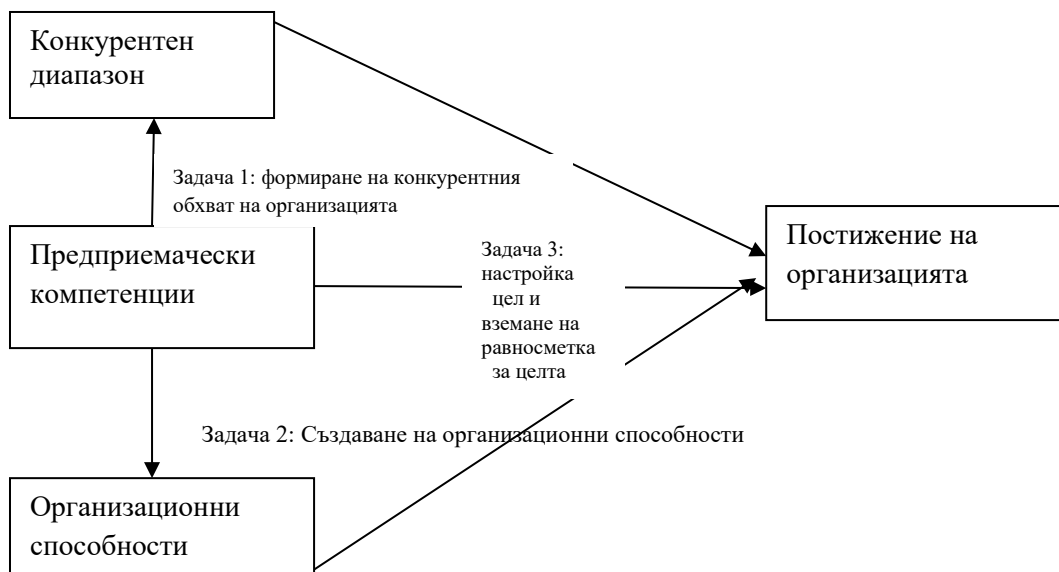 Конкурентен
диапазон
Задача 1: формиране на конкурентния
обхват на организацията
Предприемачески
компетенции
Задача 3:
настройка
цел и
вземане на
равносметка
за целта
Постижение на
организацията
Задача 2: Създаване на организационни способности
Организационни
способности